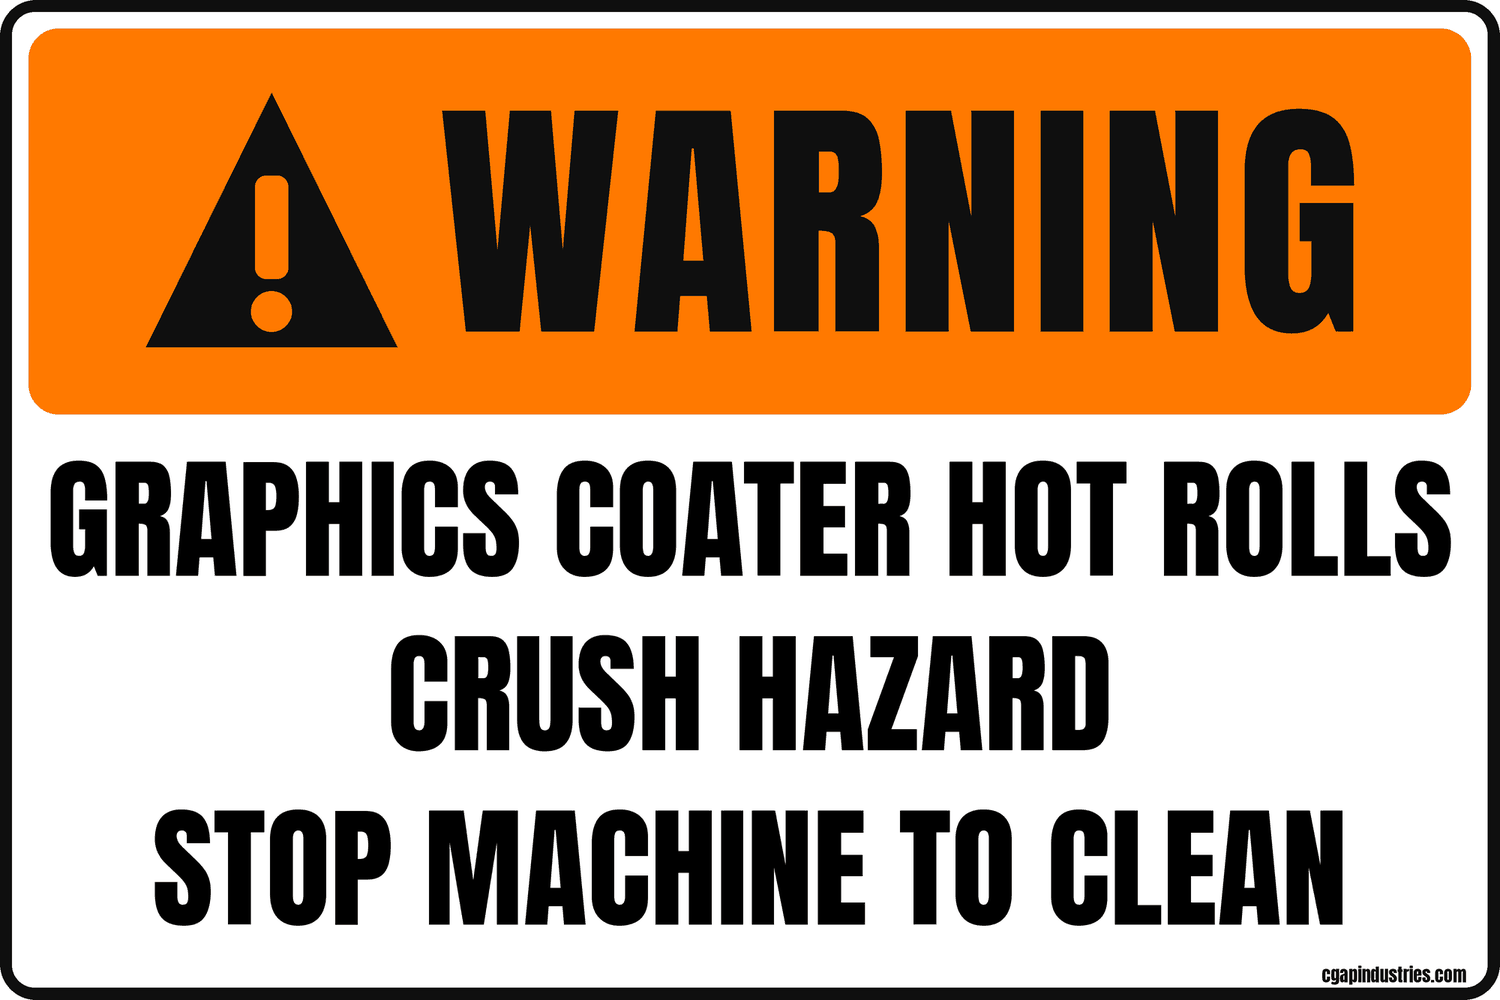 WARNING
GRAPHICS COATER HOT ROLLS
CRUSH HAZARD
STOP MACHINE TO CLEAN
cgapindustries.com